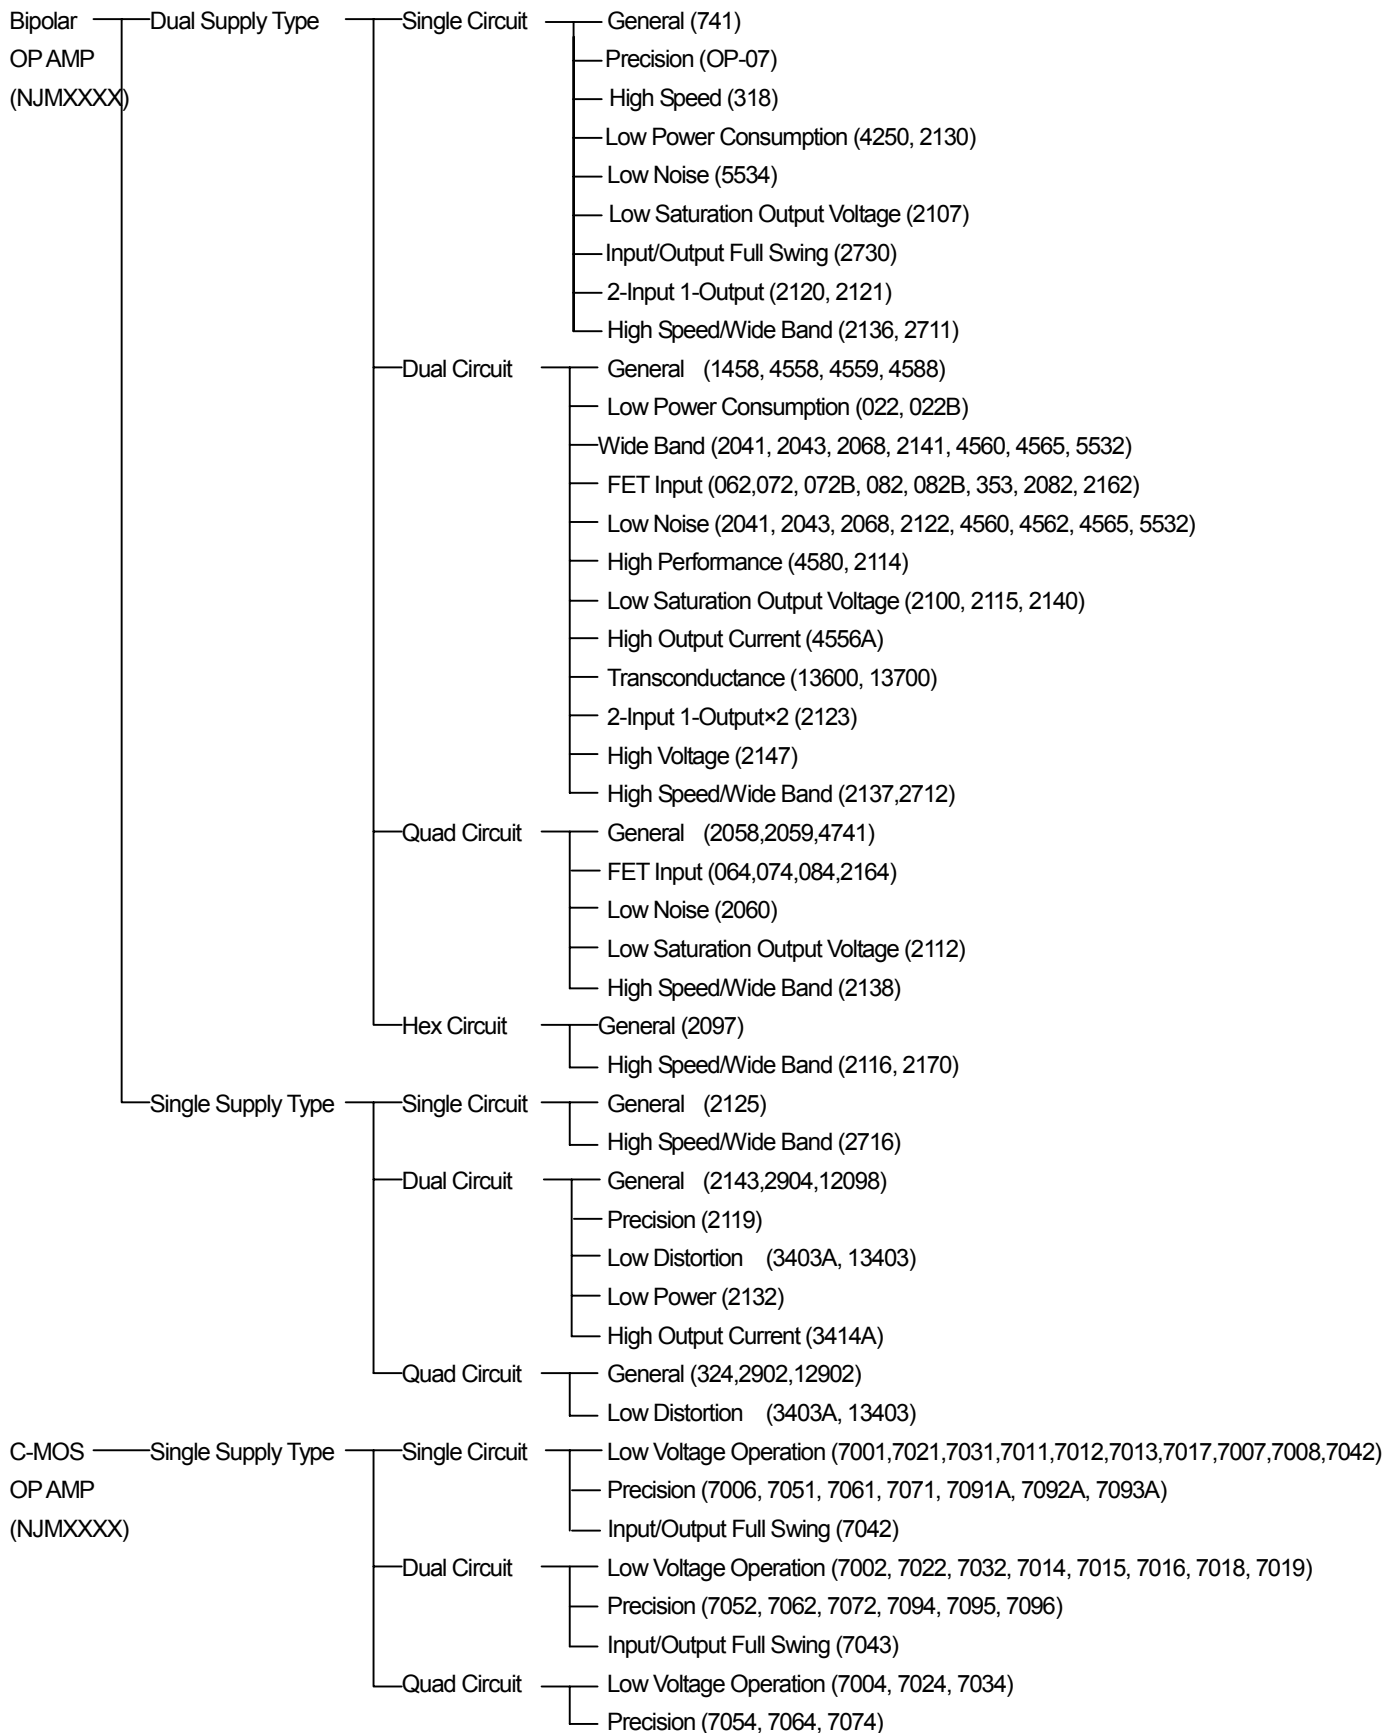 Bipolar Dual Supply Type Single Circuit General (741)
OP AMP Precision (OP-07)
(NJMXXXX) High Speed (318)
Low Power Consumption (4250, 2130)
Low Noise (5534)
Low Saturation Output Voltage (2107)
Input/Output Full Swing (2730)
2-Input 1-Output (2120, 2121)
High Speed/Wide Band (2136, 2711)
Dual Circuit General (1458, 4558, 4559, 4588)
Low Power Consumption (022, 022B)
Wide Band (2041, 2043, 2068, 2141, 4560, 4565, 5532)
FET Input (062,072, 072B, 082, 082B, 353, 2082, 2162)
Low Noise (2041, 2043, 2068, 2122, 4560, 4562, 4565, 5532)
High Performance (4580, 2114)
Low Saturation Output Voltage (2100, 2115, 2140)
High Output Current (4556A)
Transconductance (13600, 13700)
2-Input 1-Output×2 (2123)
High Voltage (2147)
High Speed/Wide Band (2137,2712)
Quad Circuit General (2058,2059,4741)
FET Input (064,074,084,2164)
Low Noise (2060)
Low Saturation Output Voltage (2112)
High Speed/Wide Band (2138)
Hex Circuit General (2097)
High Speed/Wide Band (2116, 2170)
Single Supply Type Single Circuit General (2125)
High Speed/Wide Band (2716)
Dual Circuit General (2143,2904,12098)
Precision (2119)
Low Distortion (3403A, 13403)
Low Power (2132)
High Output Current (3414A)
Quad Circuit General (324,2902,12902)
Low Distortion (3403A, 13403)
C-MOS Single Supply Type Single Circuit Low Voltage Operation (7001,7021,7031,7011,7012,7013,7017,7007,7008,7042)
OP AMP Precision (7006, 7051, 7061, 7071, 7091A, 7092A, 7093A)
(NJMXXXX) Input/Output Full Swing (7042)
Dual Circuit Low Voltage Operation (7002, 7022, 7032, 7014, 7015, 7016, 7018, 7019)
Precision (7052, 7062, 7072, 7094, 7095, 7096)
Input/Output Full Swing (7043)
Quad Circuit Low Voltage Operation (7004, 7024, 7034)
Precision (7054, 7064, 7074)